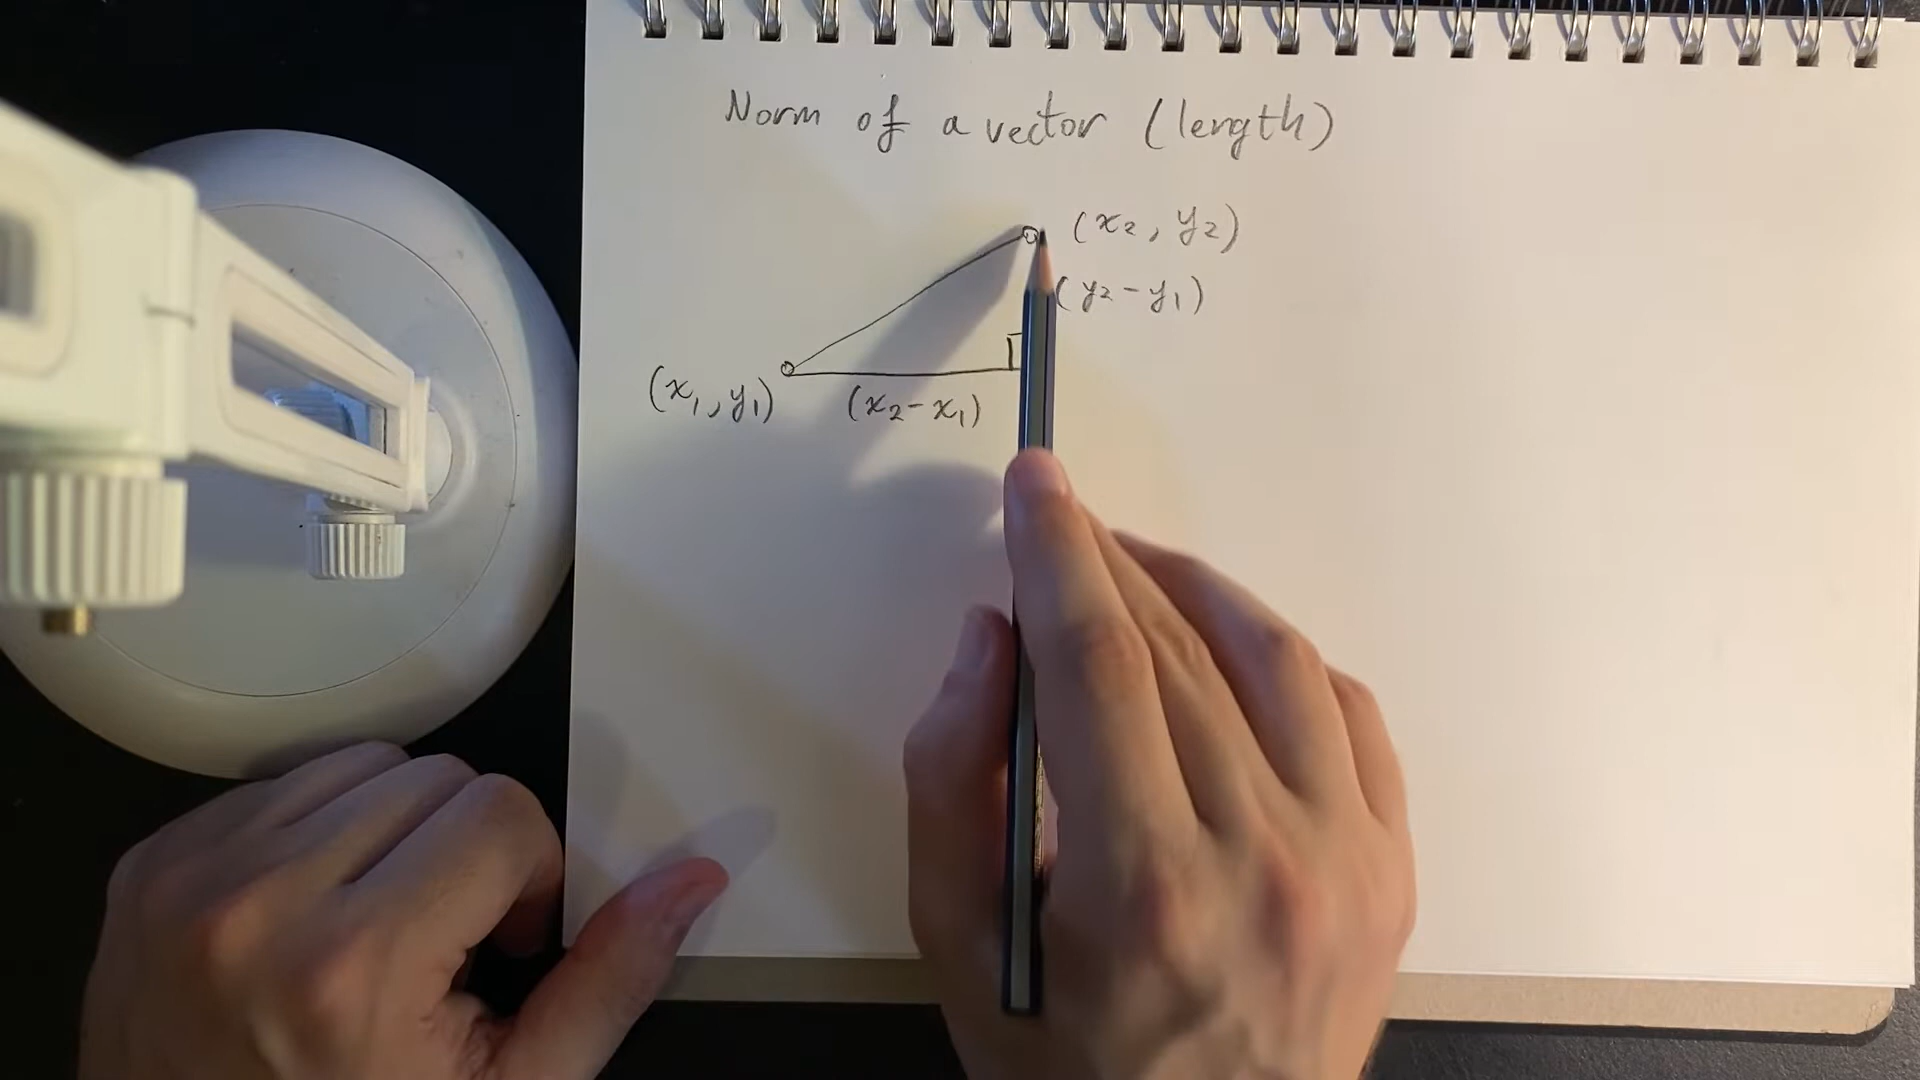 Norm of a vector (length)
(x₂, y₂)
(y₂-y₁)
(x₁, y₁)
(x₂-x₁)